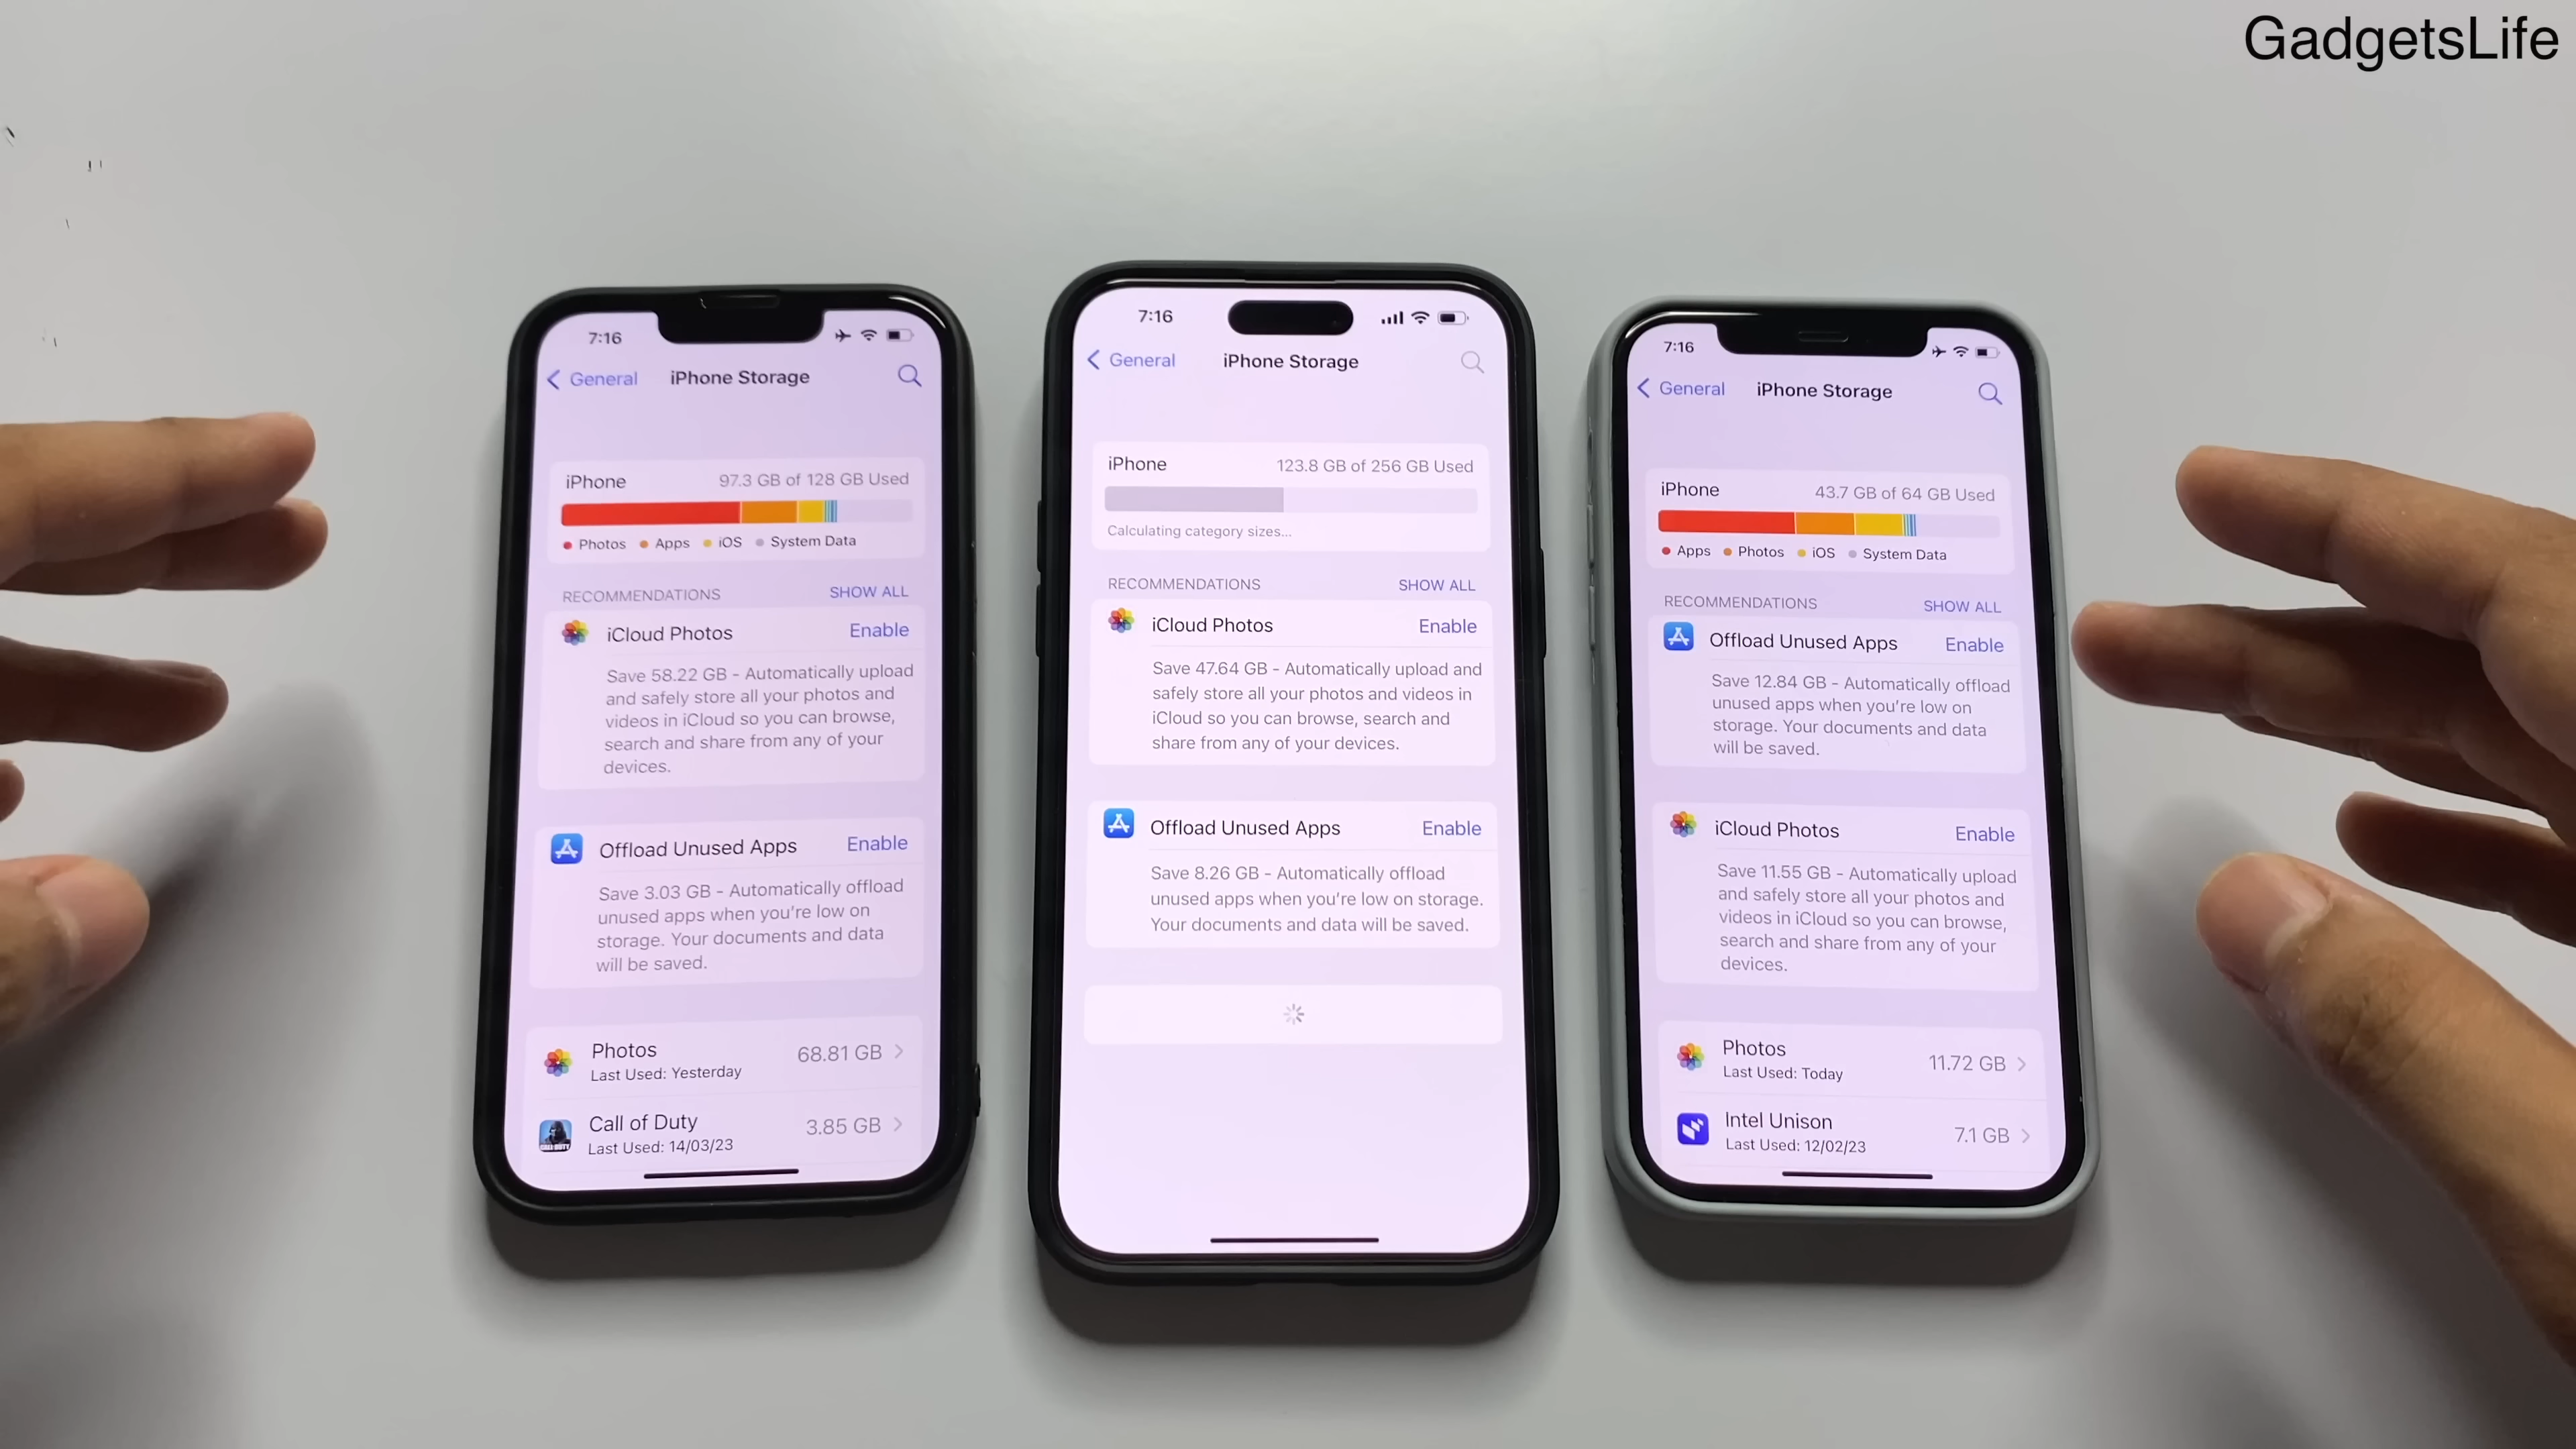 GadgetsLife
7:16
General
iPhone Storage
iPhone
97.3 GB of 128 GB Used
Photos
Apps
iOS
System Data
RECOMMENDATIONS
SHOW ALL
iCloud Photos
Enable
Save 58.22 GB - Automatically upload
and safely store all your photos and
videos in iCloud so you can browse,
search and share from any of your
devices.
Offload Unused Apps
Enable
Save 3.03 GB - Automatically offload
unused apps when you're low on
storage. Your documents and data
will be saved.
Photos
68.81 GB
Last Used: Yesterday
Call of Duty
3.85 GB
Last Used: 14/03/23
7:16
General
iPhone Storage
iPhone
123.8 GB of 256 GB Used
Calculating category sizes...
RECOMMENDATIONS
SHOW ALL
iCloud Photos
Enable
Save 47.64 GB - Automatically upload and
safely store all your photos and videos in
iCloud so you can browse, search and
share from any of your devices.
Offload Unused Apps
Enable
Save 8.26 GB - Automatically offload
unused apps when you're low on storage.
Your documents and data will be saved.
7:16
General
iPhone Storage
iPhone
43.7 GB of 64 GB Used
Apps
Photos
iOS
System Data
RECOMMENDATIONS
SHOW ALL
Offload Unused Apps
Enable
Save 12.84 GB - Automatically offload
unused apps when you're low on
storage. Your documents and data
will be saved.
iCloud Photos
Enable
Save 11.55 GB - Automatically upload
and safely store all your photos and
videos in iCloud so you can browse,
search and share from any of your
devices.
Photos
11.72 GB
Last Used: Today
Intel Unison
7.1 GB
Last Used: 12/02/23